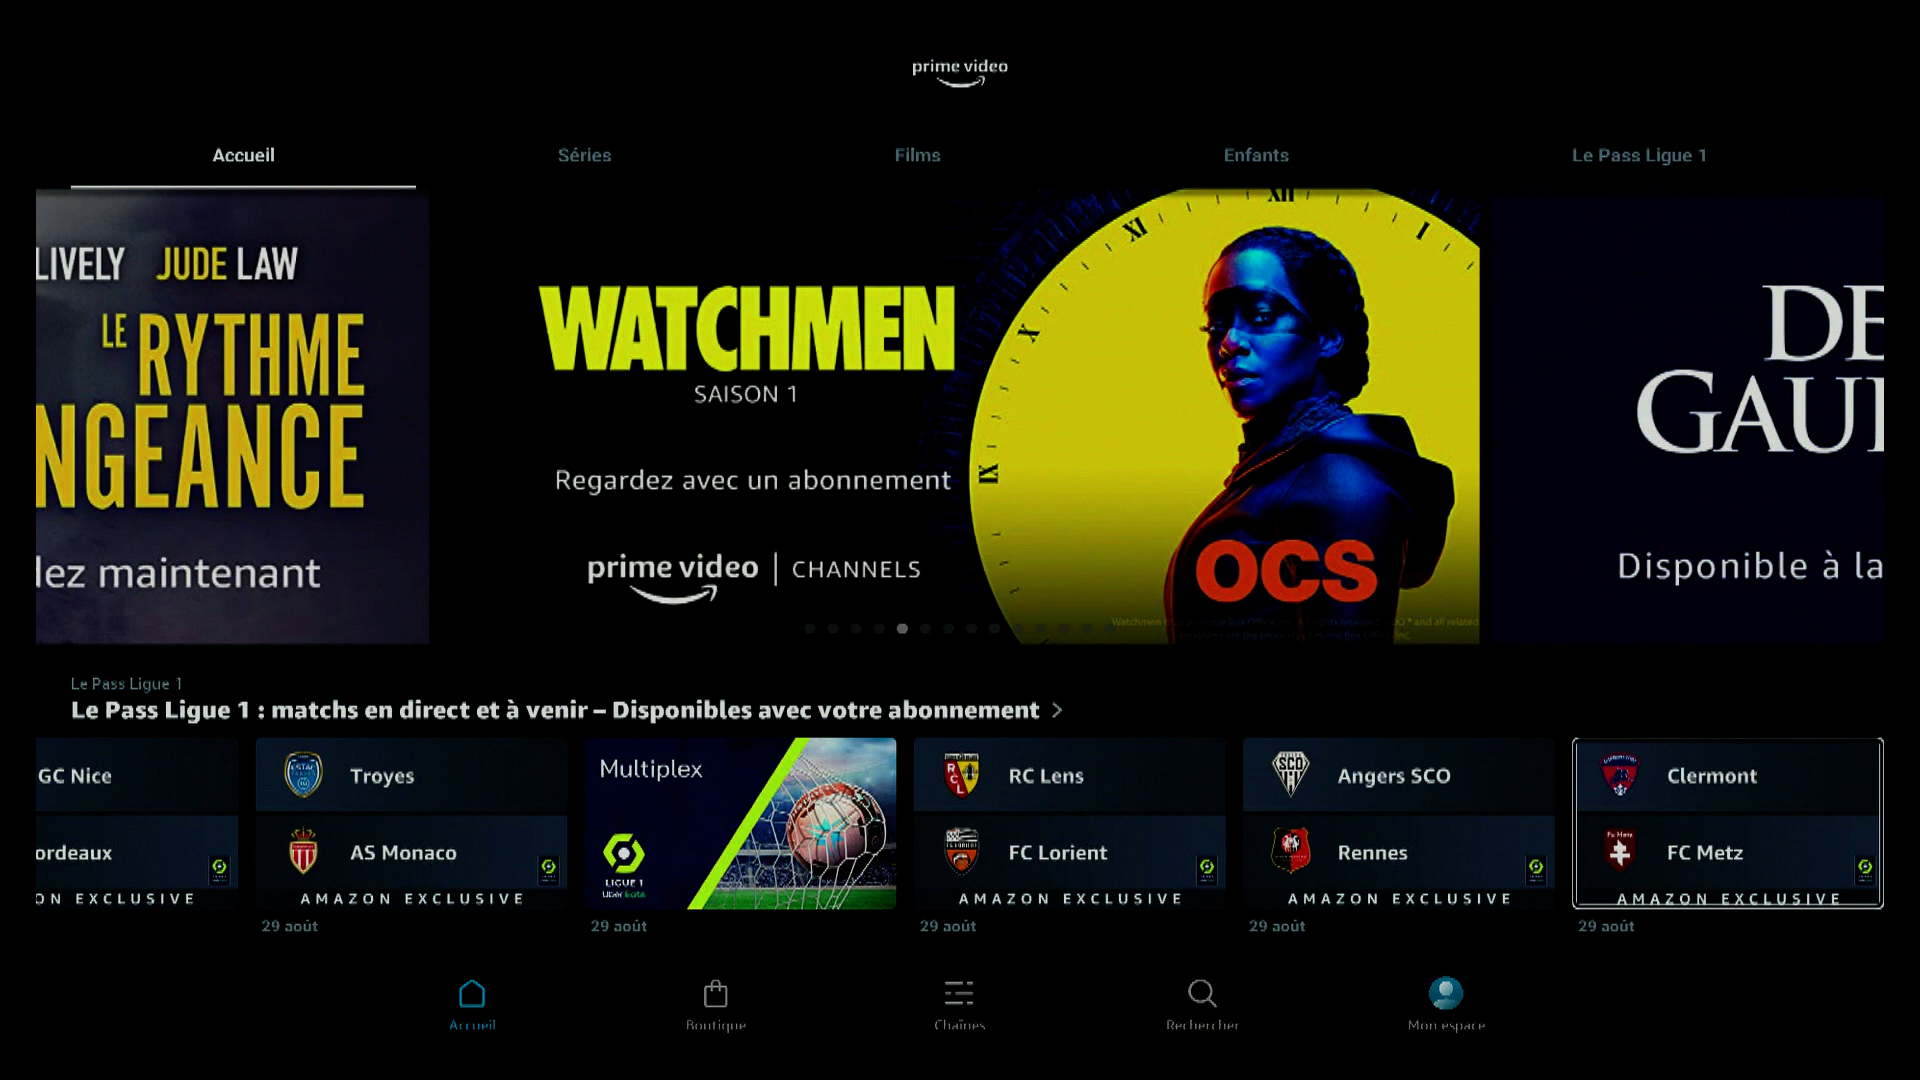 prime video
Accueil
Séries
Films
Enfants
Le Pass Ligue 1
LIVELY JUDE LAW
LE RYTHME
NGEANCE
lez maintenant
WATCHMEN
SAISON 1
Regardez avec un abonnement
prime video | CHANNELS
XII
XI
I
X
IX
OCS
DE
GAU
Disponible à la
Le Pass Ligue 1
Le Pass Ligue 1 : matchs en direct et à venir – Disponibles avec votre abonnement >
GC Nice
ordeaux
ON EXCLUSIVE
Troyes
AS Monaco
AMAZON EXCLUSIVE
29 août
Multiplex
LIGUE 1
Uber Eats
29 août
RC Lens
FC Lorient
AMAZON EXCLUSIVE
29 août
SCO
Angers SCO
Rennes
AMAZON EXCLUSIVE
29 août
Clermont
FC Metz
AMAZON EXCLUSIVE
29 août
Accueil
Boutique
Chaînes
Rechercher
Mon espace